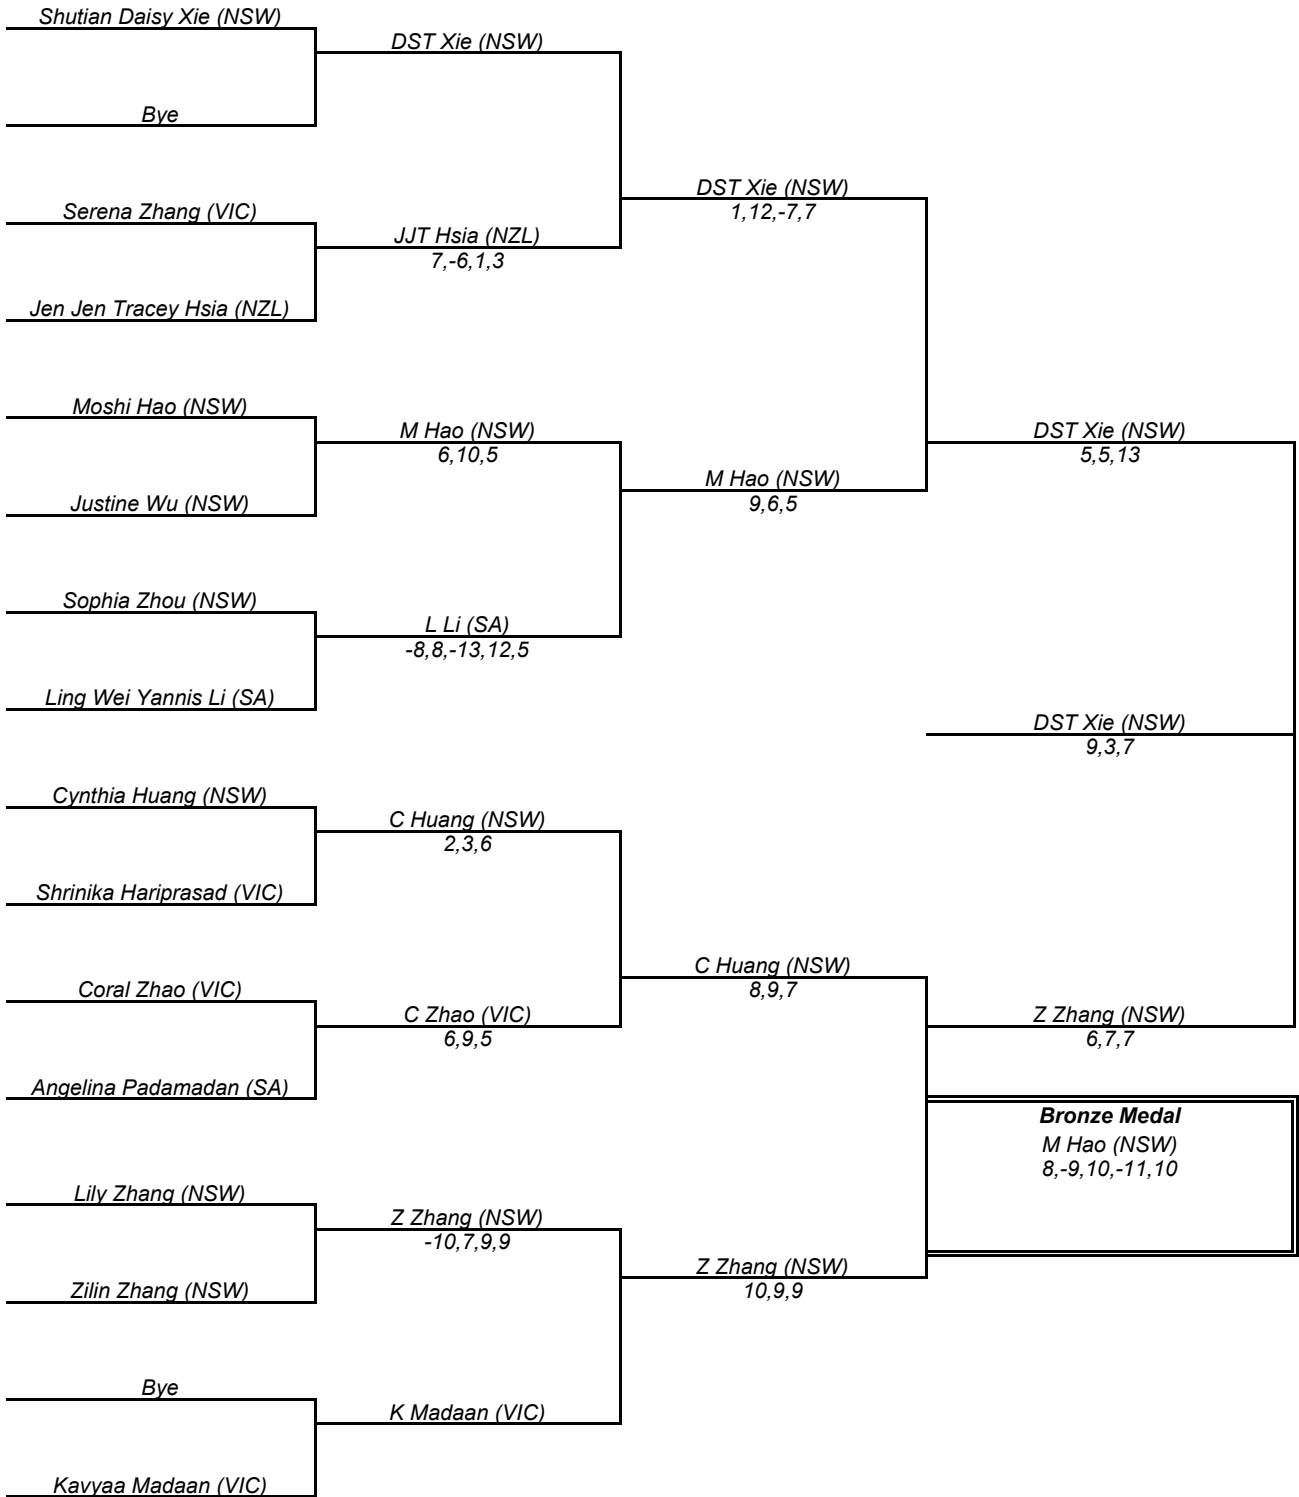 Shutian Daisy Xie (NSW)
DST Xie (NSW)
Bye
DST Xie (NSW)
1,12,-7,7
Serena Zhang (VIC)
JJT Hsia (NZL)
7,-6,1,3
Jen Jen Tracey Hsia (NZL)
Moshi Hao (NSW)
M Hao (NSW)
6,10,5
DST Xie (NSW)
5,5,13
M Hao (NSW)
9,6,5
Justine Wu (NSW)
Sophia Zhou (NSW)
L Li (SA)
-8,8,-13,12,5
Ling Wei Yannis Li (SA)
DST Xie (NSW)
9,3,7
Cynthia Huang (NSW)
C Huang (NSW)
2,3,6
Shrinika Hariprasad (VIC)
C Huang (NSW)
8,9,7
Coral Zhao (VIC)
C Zhao (VIC)
6,9,5
Z Zhang (NSW)
6,7,7
Angelina Padamadan (SA)
Bronze Medal
M Hao (NSW)
8,-9,10,-11,10
Lily Zhang (NSW)
Z Zhang (NSW)
-10,7,9,9
Z Zhang (NSW)
10,9,9
Zilin Zhang (NSW)
Bye
K Madaan (VIC)
Kavyaa Madaan (VIC)